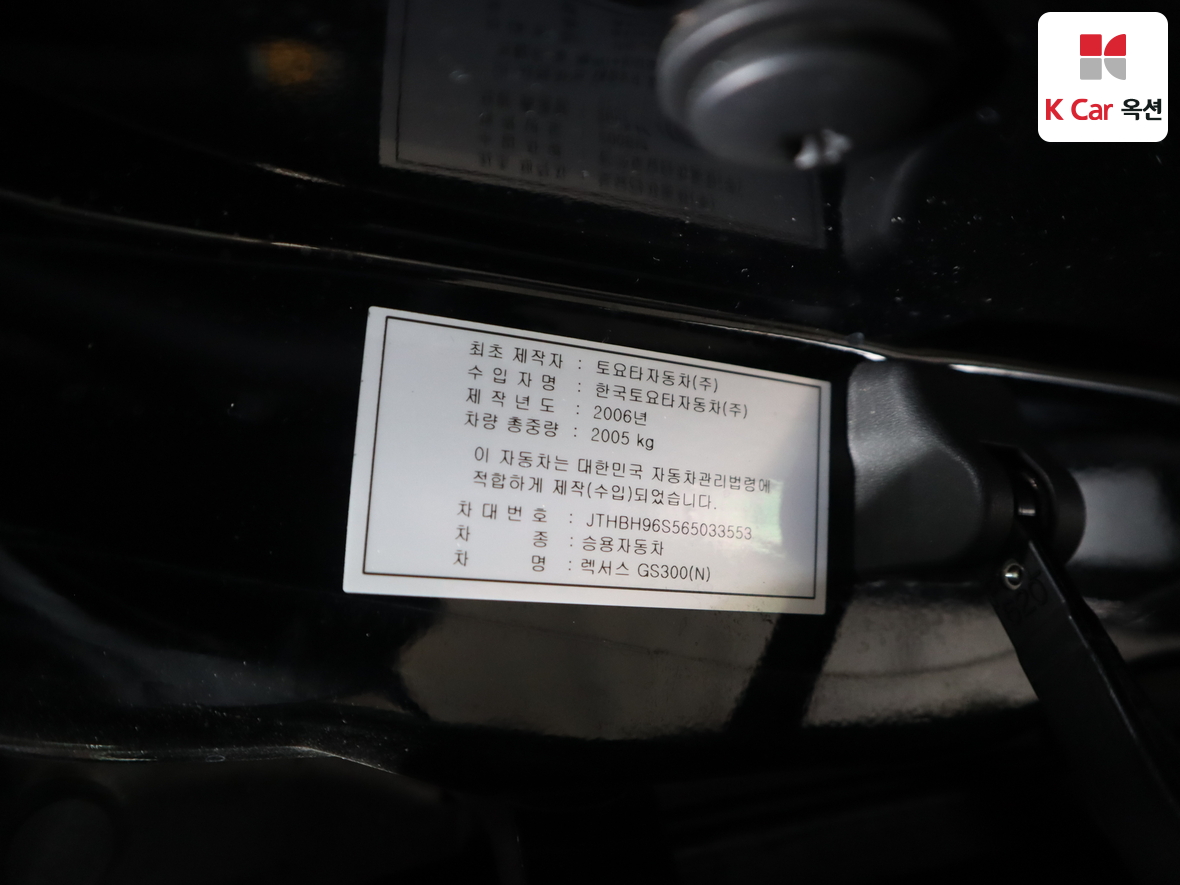 K Car 옥션
최초 제작자 : 토요타자동차(주)
수 입 자 명 : 한국토요타자동차(주)
제 작 년 도 : 2006년
차량 총중량 : 2005 kg
이 자동차는 대한민국 자동차관리법령에
적합하게 제작(수입)되었습니다.
차 대 번 호 : JTHBH96S565033553
차 종 : 승용자동차
차 명 : 렉서스 GS300(N)